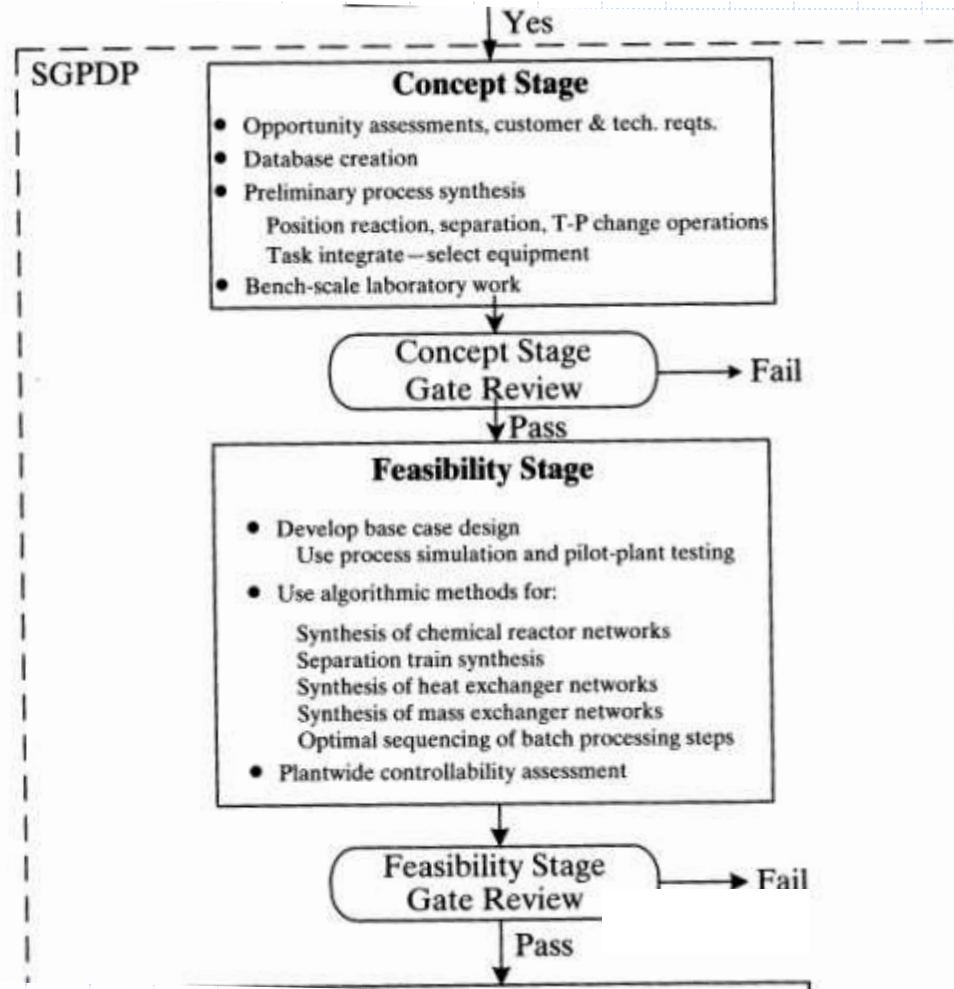 Yes
SGPDP
Concept Stage
● Opportunity assessments, customer & tech. reqts.
● Database creation
● Preliminary process synthesis
Position reaction, separation, T-P change operations
Task integrate—select equipment
● Bench-scale laboratory work
Concept Stage
Gate Review
Fail
Pass
Feasibility Stage
● Develop base case design
Use process simulation and pilot-plant testing
● Use algorithmic methods for:
Synthesis of chemical reactor networks
Separation train synthesis
Synthesis of heat exchanger networks
Synthesis of mass exchanger networks
Optimal sequencing of batch processing steps
● Plantwide controllability assessment
Feasibility Stage
Gate Review
Fail
Pass